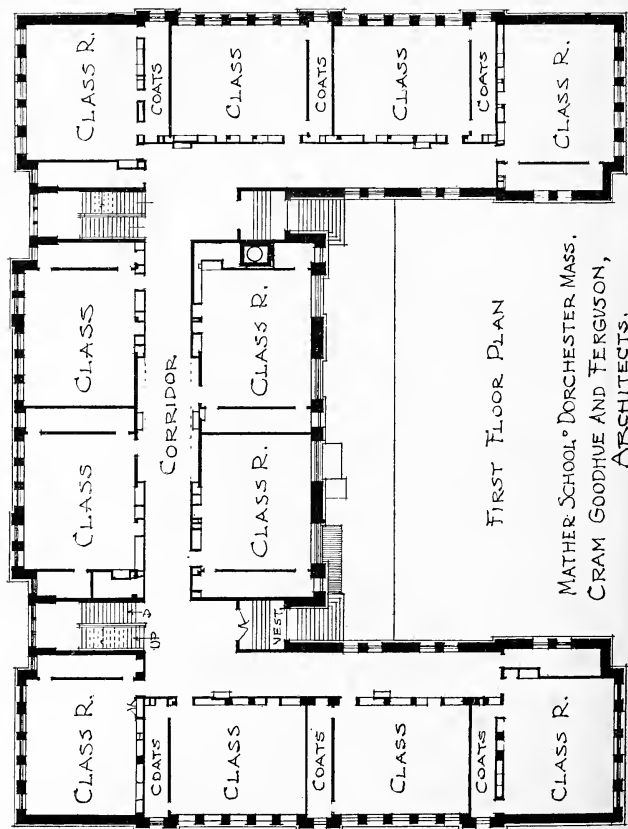 CLASS R.
CLASS
CLASS
CLASS R.
COATS
UP
D
COATS
CORRIDOR
CLASS
CLASS R.
CLASS R.
CLASS
VEST.
COATS
COATS
CLASS
CLASS
COATS
COATS
CLASS R.
CLASS R.
FIRST FLOOR PLAN
MATHER SCHOOL° DORCHESTER MASS.
CRAM GOODHUE AND FERGUSON,
ARCHITECTS.